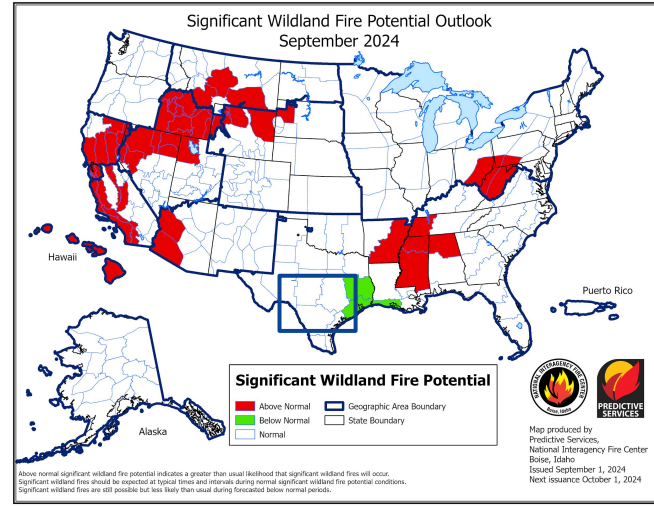 Significant Wildland Fire Potential Outlook
September 2024
Hawaii
Puerto Rico
Alaska
Significant Wildland Fire Potential
Above Normal
Below Normal
Normal
Geographic Area Boundary
State Boundary
NATIONAL INTERAGENCY FIRE CENTER
Boise, Idaho
PREDICTIVE
SERVICES
Map produced by
Predictive Services,
National Interagency Fire Center
Boise, Idaho
Issued September 1, 2024
Next issuance October 1, 2024
Above normal significant wildland fire potential indicates a greater than usual likelihood that significant wildland fires will occur.
Significant wildland fires should be expected at typical times and intervals during normal significant wildland fire potential conditions.
Significant wildland fires are still possible but less likely than usual during forecasted below normal periods.